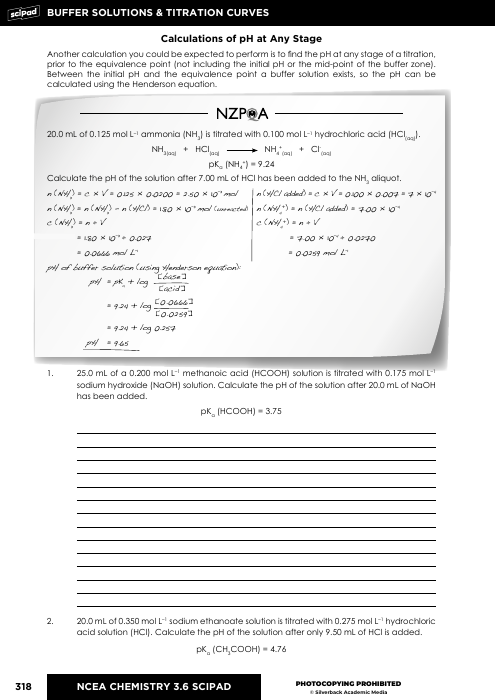 scipad BUFFER SOLUTIONS & TITRATION CURVES
Calculations of pH at Any Stage
Another calculation you could be expected to perform is to find the pH at any stage of a titration,
prior to the equivalence point (not including the initial pH or the mid-point of the buffer zone).
Between the initial pH and the equivalence point a buffer solution exists, so the pH can be
calculated using the Henderson equation.
NZPQA
20.0 mL of 0.125 mol L⁻¹ ammonia (NH₃) is titrated with 0.100 mol L⁻¹ hydrochloric acid (HCl₍aq₎).
NH₃₍aq₎ + HCl₍aq₎ ⟶ NH₄⁺₍aq₎ + Cl⁻₍aq₎
pKₐ (NH₄⁺) = 9.24
Calculate the pH of the solution after 7.00 mL of HCl has been added to the NH₃ aliquot.
n (NH₃) = c × V = 0.125 × 0.0200 = 2.50 × 10⁻³ mol
n (NH₃) = n (NH₃) – n (HCl) = 1.80 × 10⁻³ mol (unreacted)
c (NH₃) = n ÷ V
= 1.80 × 10⁻³ ÷ 0.027
= 0.0666 mol L⁻¹
n (HCl added) = c × V = 0.100 × 0.007 = 7 × 10⁻⁴
n (NH₄⁺) = n (HCl added) = 7.00 × 10⁻⁴
c (NH₄⁺) = n ÷ V
= 7.00 × 10⁻⁴ ÷ 0.0270
= 0.0259 mol L⁻¹
pH of buffer solution (using Henderson equation):
pH = pKₐ + log [base]
[acid]
= 9.24 + log [0.0666]
[0.0259]
= 9.24 + log 0.257
pH = 9.65
1. 25.0 mL of a 0.200 mol L⁻¹ methanoic acid (HCOOH) solution is titrated with 0.175 mol L⁻¹
sodium hydroxide (NaOH) solution. Calculate the pH of the solution after 20.0 mL of NaOH
has been added.
pKₐ (HCOOH) = 3.75
2. 20.0 mL of 0.350 mol L⁻¹ sodium ethanoate solution is titrated with 0.275 mol L⁻¹ hydrochloric
acid solution (HCl). Calculate the pH of the solution after only 9.50 mL of HCl is added.
pKₐ (CH₃COOH) = 4.76
318 NCEA CHEMISTRY 3.6 SCIPAD
PHOTOCOPYING PROHIBITED
© Silverback Academic Media